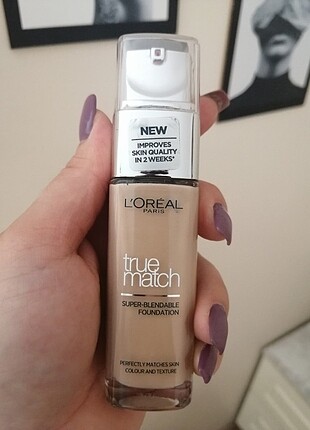 NEW
IMPROVES
SKIN QUALITY
IN 2 WEEKS*
L'ORÉAL
PARIS
true
match
SUPER-BLENDABLE
FOUNDATION
PERFECTLY MATCHES SKIN
COLOUR AND TEXTURE